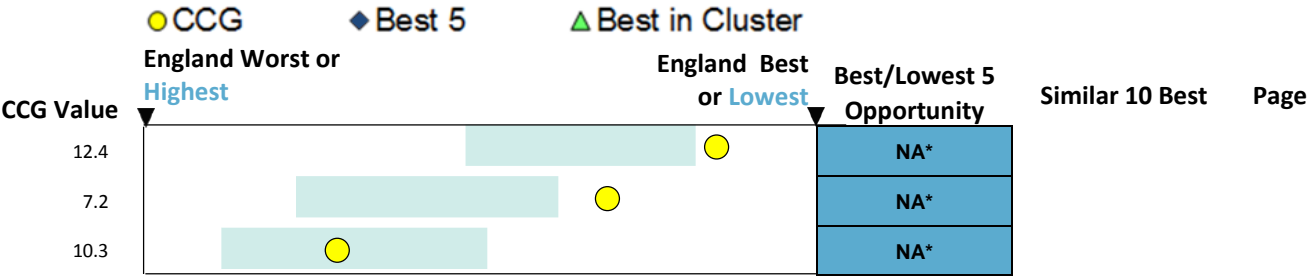 CCG Best 5 Best in Cluster
England Worst or Highest England Best or Lowest
CCG Value Best/Lowest 5 Opportunity Similar 10 Best Page
12.4 NA*
7.2 NA*
10.3 NA*